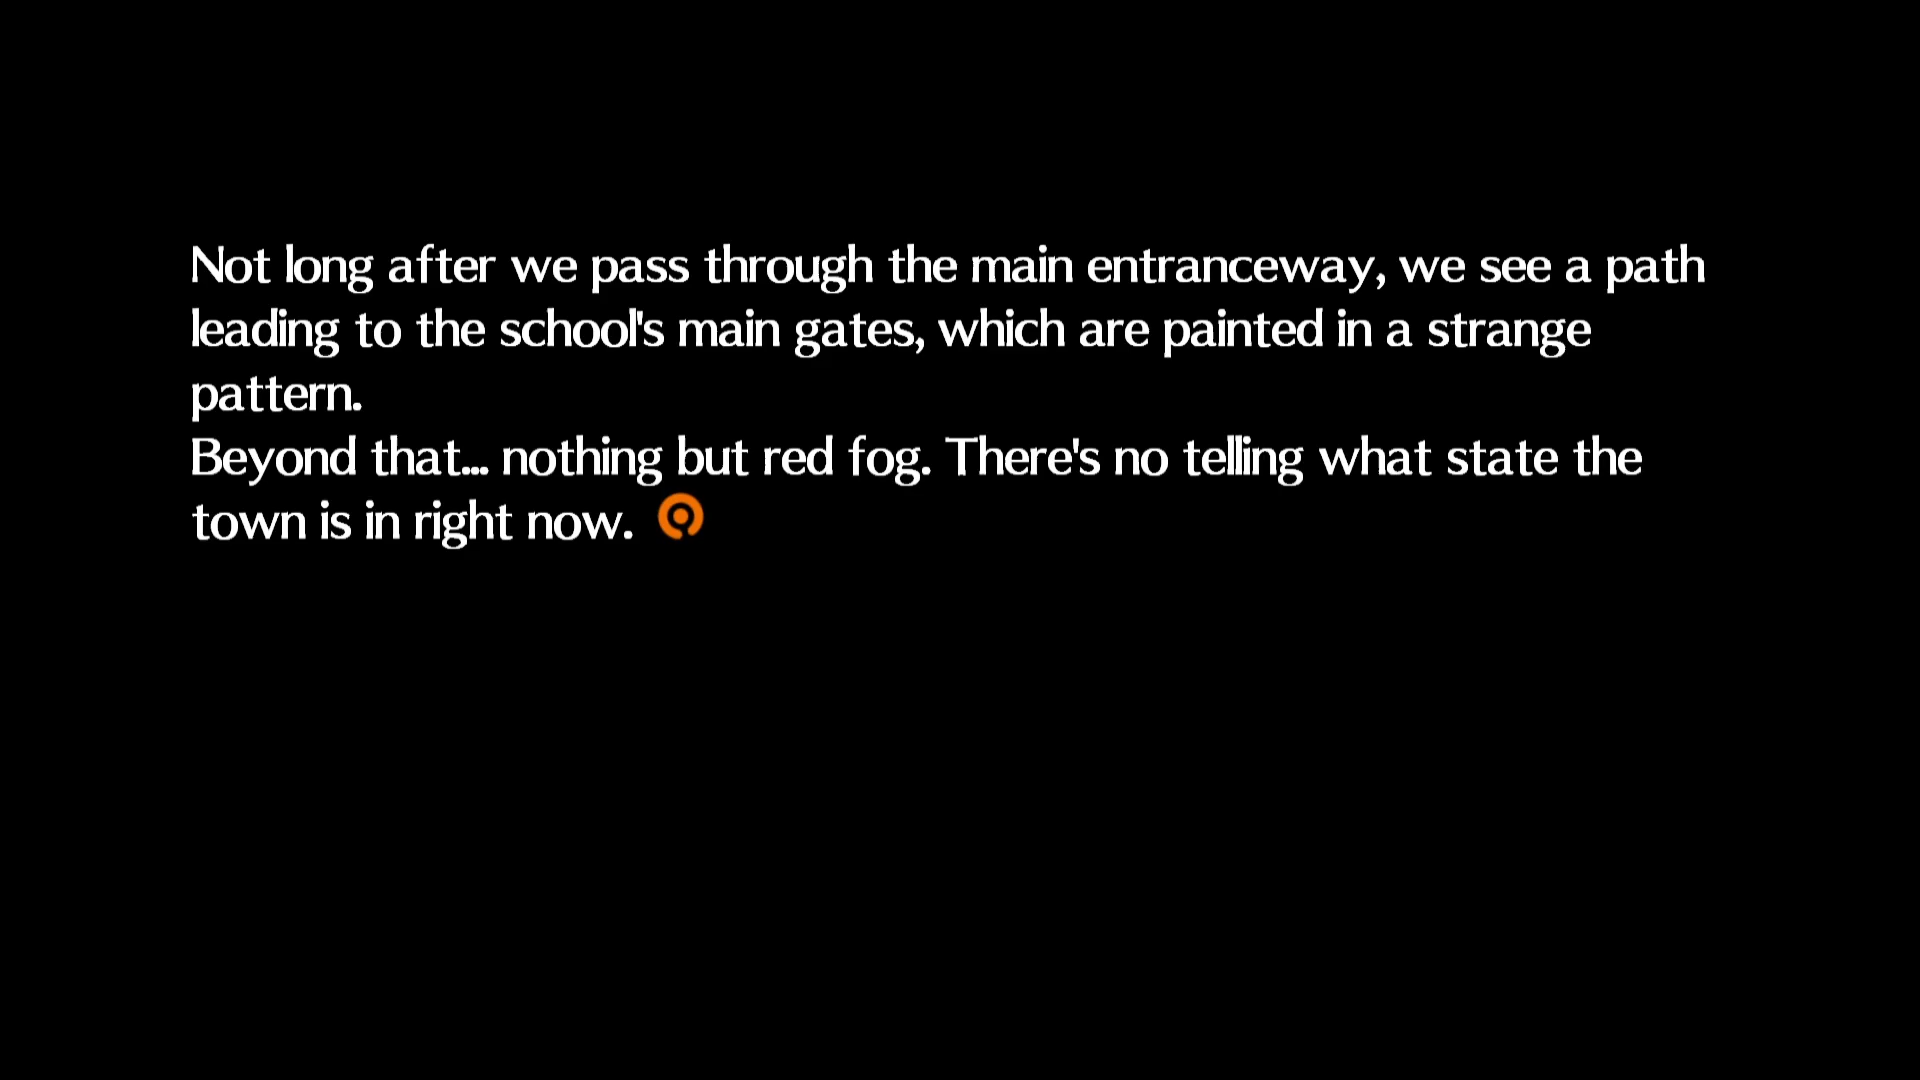 Not long after we pass through the main entranceway, we see a path
leading to the school's main gates, which are painted in a strange
pattern.
Beyond that... nothing but red fog. There's no telling what state the
town is in right now.